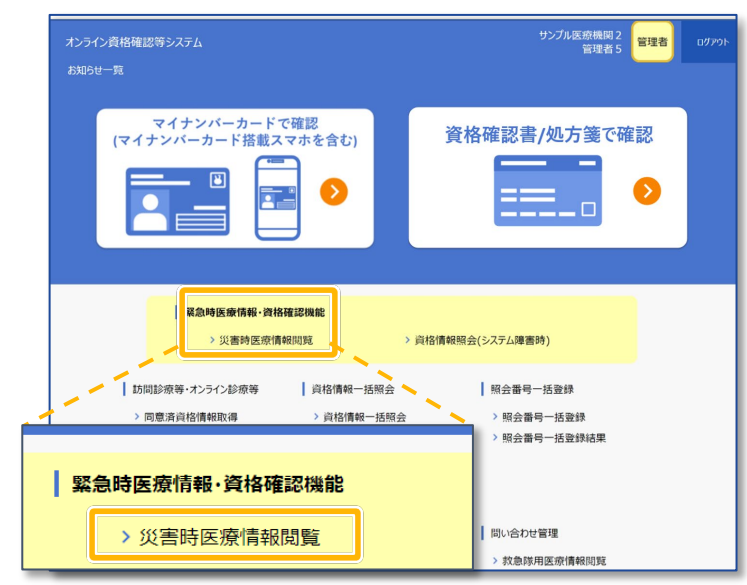 オンライン資格確認等システム
サンプル医療機関 2
管理者 5
管理者
ログアウト
お知らせ一覧
マイナンバーカードで確認
(マイナンバーカード搭載スマホを含む)
資格確認書/処方箋で確認
緊急時医療情報・資格確認機能
災害時医療情報閲覧
資格情報照会(システム障害時)
訪問診療等・オンライン診療等
資格情報一括照会
照会番号一括登録
同意済資格情報取得
資格情報一括照会
照会番号一括登録
照会番号一括登録結果
緊急時医療情報・資格確認機能
災害時医療情報閲覧
問い合わせ管理
救急隊用医療情報閲覧